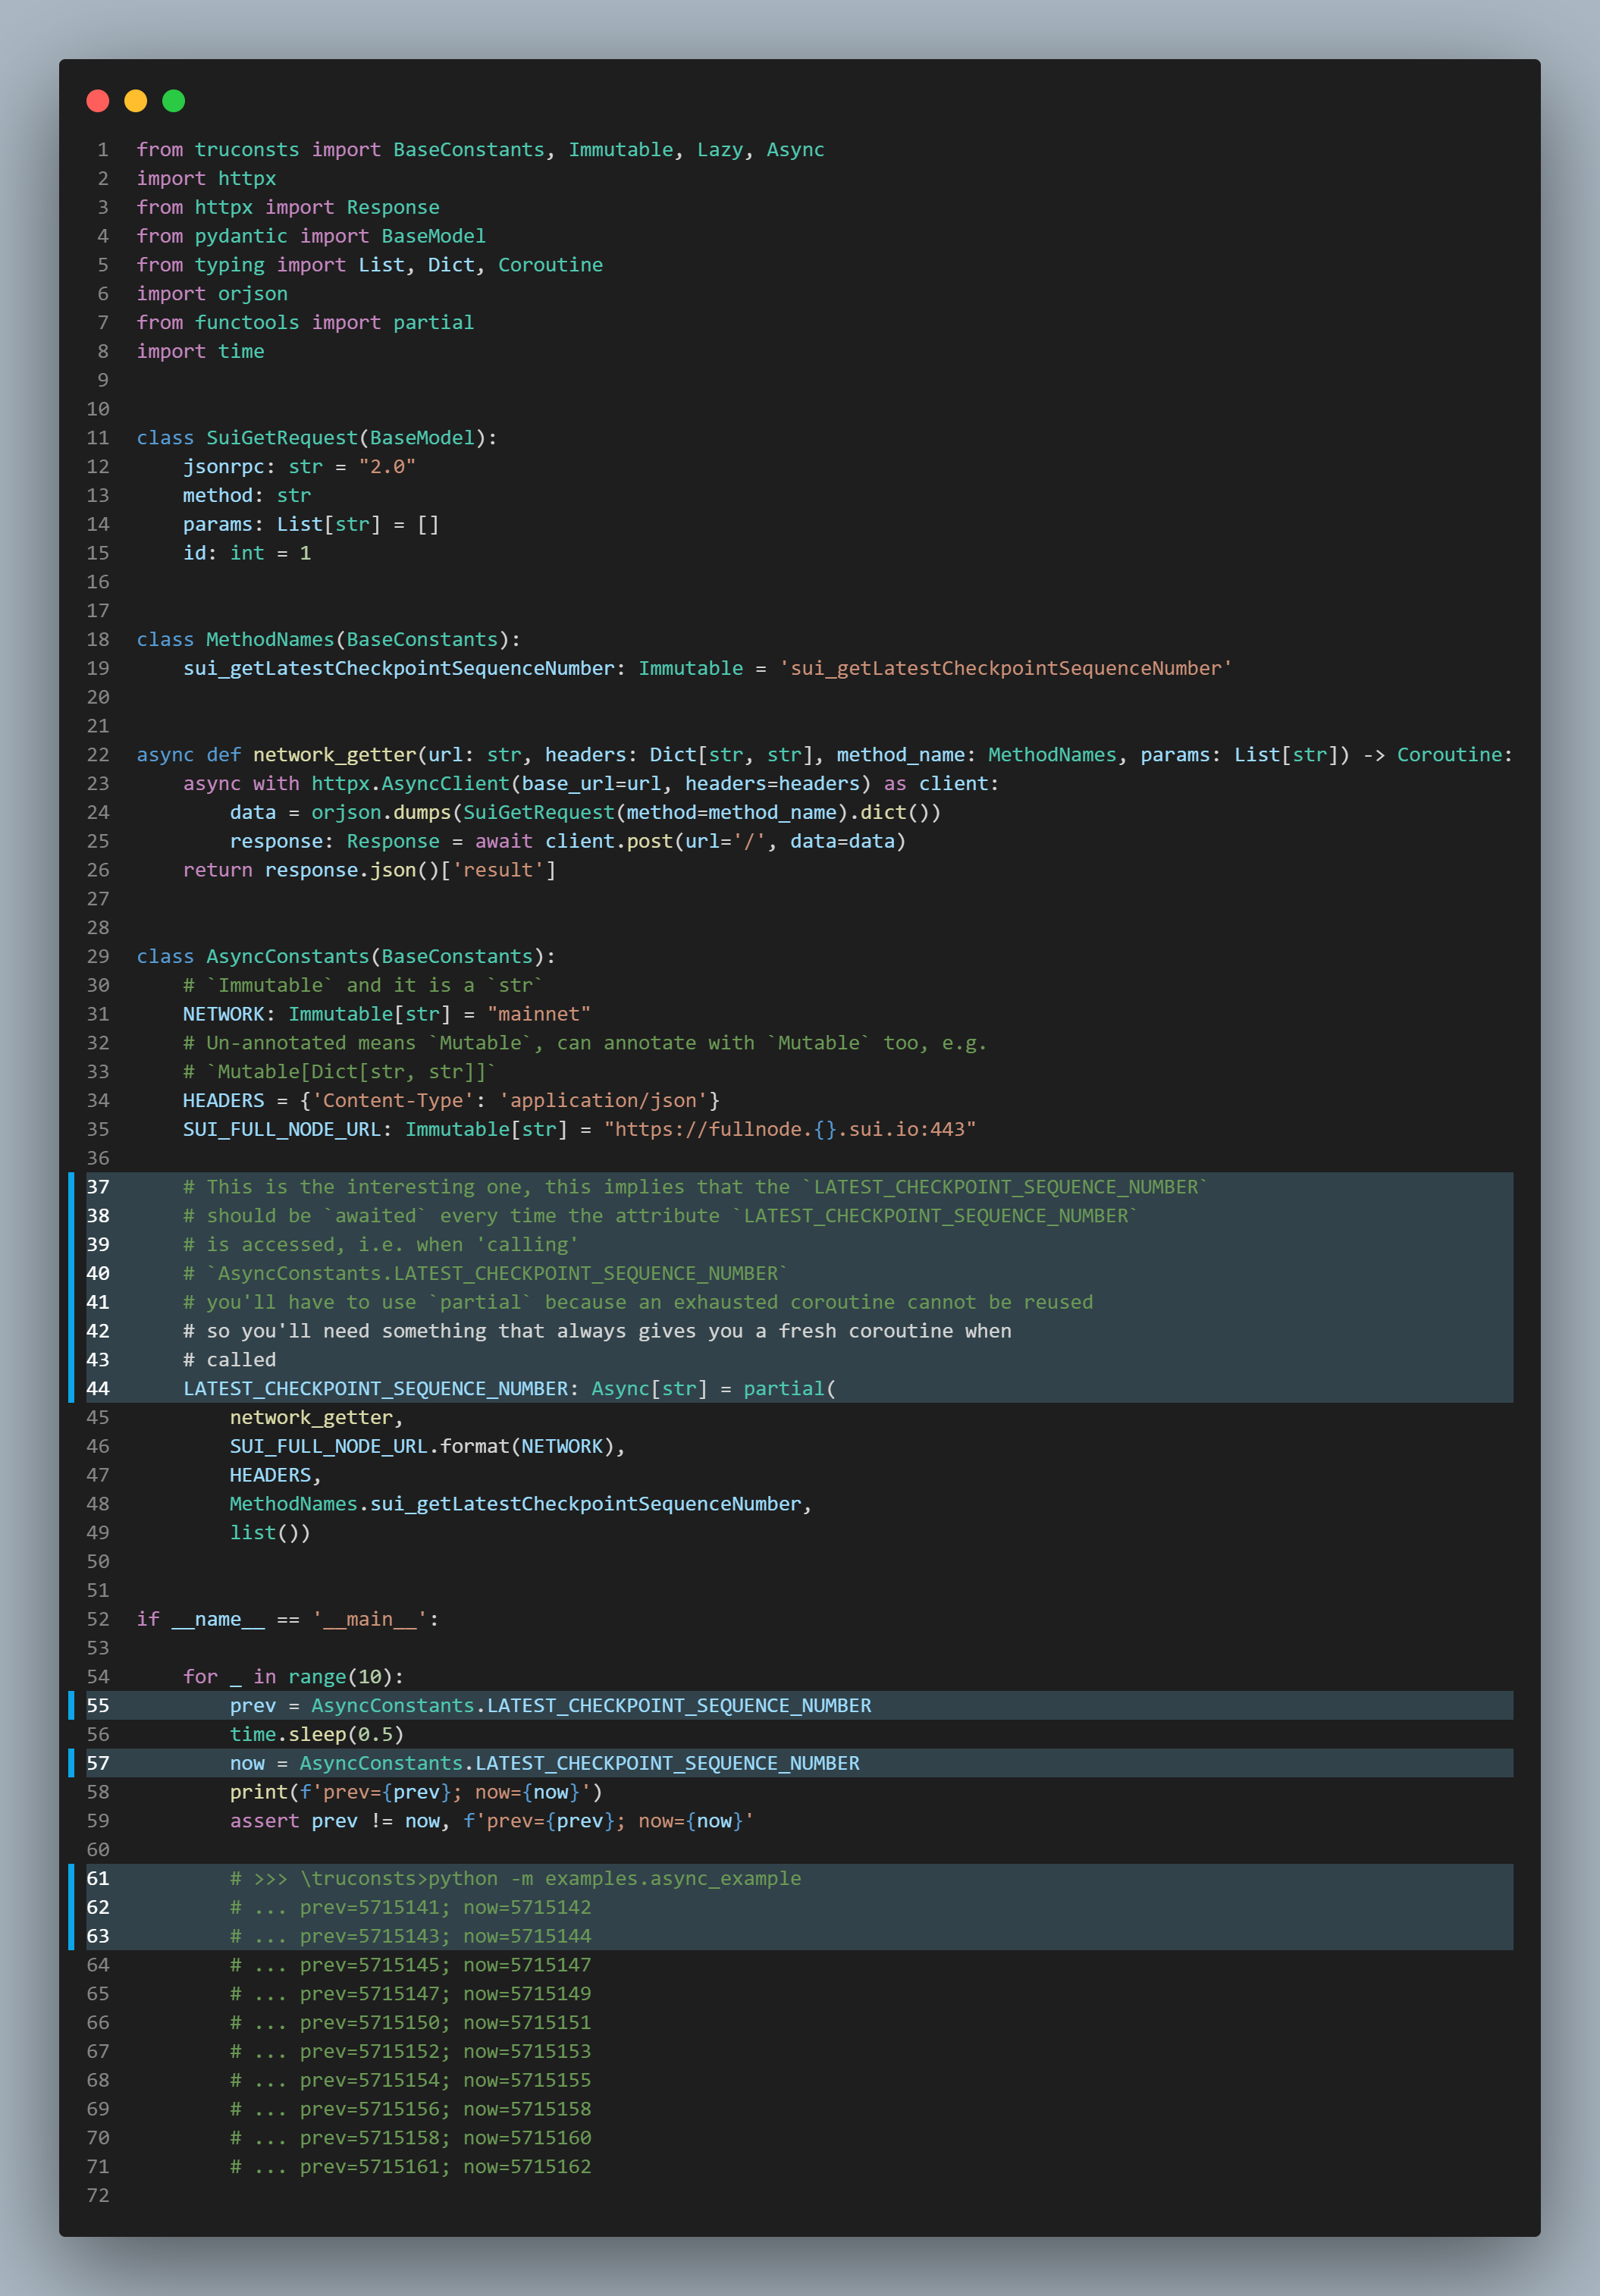 1 from truconsts import BaseConstants, Immutable, Lazy, Async
2 import httpx
3 from httpx import Response
4 from pydantic import BaseModel
5 from typing import List, Dict, Coroutine
6 import orjson
7 from functools import partial
8 import time
9
10
11 class SuiGetRequest(BaseModel):
12     jsonrpc: str = "2.0"
13     method: str
14     params: List[str] = []
15     id: int = 1
16
17
18 class MethodNames(BaseConstants):
19     sui_getLatestCheckpointSequenceNumber: Immutable = 'sui_getLatestCheckpointSequenceNumber'
20
21
22 async def network_getter(url: str, headers: Dict[str, str], method_name: MethodNames, params: List[str]) -> Coroutine:
23     async with httpx.AsyncClient(base_url=url, headers=headers) as client:
24         data = orjson.dumps(SuiGetRequest(method=method_name).dict())
25         response: Response = await client.post(url='/', data=data)
26     return response.json()['result']
27
28
29 class AsyncConstants(BaseConstants):
30     # `Immutable` and it is a `str`
31     NETWORK: Immutable[str] = "mainnet"
32     # Un-annotated means `Mutable`, can annotate with `Mutable` too, e.g.
33     # `Mutable[Dict[str, str]]`
34     HEADERS = {'Content-Type': 'application/json'}
35     SUI_FULL_NODE_URL: Immutable[str] = "https://fullnode.{}.sui.io:443"
36
37     # This is the interesting one, this implies that the `LATEST_CHECKPOINT_SEQUENCE_NUMBER`
38     # should be `awaited` every time the attribute `LATEST_CHECKPOINT_SEQUENCE_NUMBER`
39     # is accessed, i.e. when 'calling'
40     # `AsyncConstants.LATEST_CHECKPOINT_SEQUENCE_NUMBER`
41     # you'll have to use `partial` because an exhausted coroutine cannot be reused
42     # so you'll need something that always gives you a fresh coroutine when
43     # called
44     LATEST_CHECKPOINT_SEQUENCE_NUMBER: Async[str] = partial(
45         network_getter,
46         SUI_FULL_NODE_URL.format(NETWORK),
47         HEADERS,
48         MethodNames.sui_getLatestCheckpointSequenceNumber,
49         list())
50
51
52 if __name__ == '__main__':
53
54     for _ in range(10):
55         prev = AsyncConstants.LATEST_CHECKPOINT_SEQUENCE_NUMBER
56         time.sleep(0.5)
57         now = AsyncConstants.LATEST_CHECKPOINT_SEQUENCE_NUMBER
58         print(f'prev={prev}; now={now}')
59         assert prev != now, f'prev={prev}; now={now}'
60
61         # >>> \truconsts>python -m examples.async_example
62         # ... prev=5715141; now=5715142
63         # ... prev=5715143; now=5715144
64         # ... prev=5715145; now=5715147
65         # ... prev=5715147; now=5715149
66         # ... prev=5715150; now=5715151
67         # ... prev=5715152; now=5715153
68         # ... prev=5715154; now=5715155
69         # ... prev=5715156; now=5715158
70         # ... prev=5715158; now=5715160
71         # ... prev=5715161; now=5715162
72